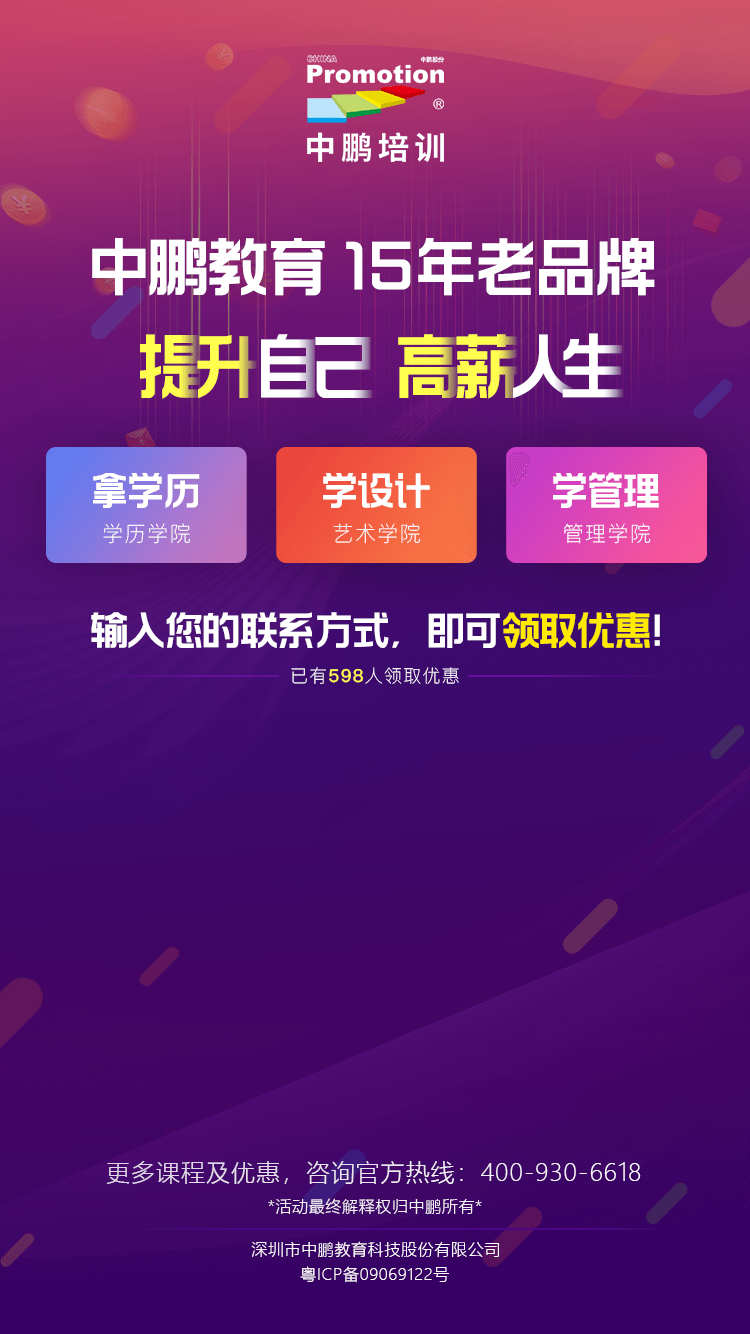 CHINA 中鹏股份
Promotion
®
中鹏培训
中鹏教育 15年老品牌
提升自己 高薪人生
拿学历 学设计 学管理
学历学院 艺术学院 管理学院
输入您的联系方式，即可领取优惠!
已有598人领取优惠
更多课程及优惠，咨询官方热线：400-930-6618
*活动最终解释权归中鹏所有*
深圳市中鹏教育科技股份有限公司
粤ICP备09069122号